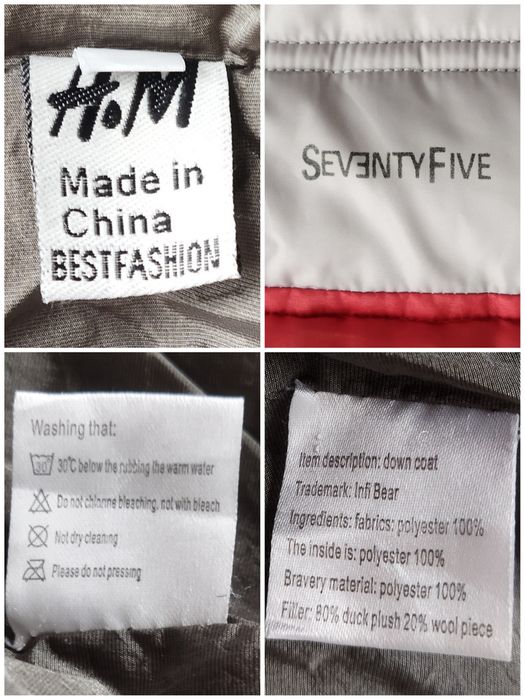 H&M
Made in
China
BESTFASHION
SEVENTYFIVE
Washing that:
30
30℃ below the rubbing the warm water
Do not chlorine bleaching, not with bleach
Not dry cleaning
Please do not pressing
Item description: down coat
Trademark: Infi Bear
Ingredients: fabrics: polyester 100%
The inside is: polyester 100%
Bravery material: polyester 100%
Filler: 80% duck plush 20% wool piece